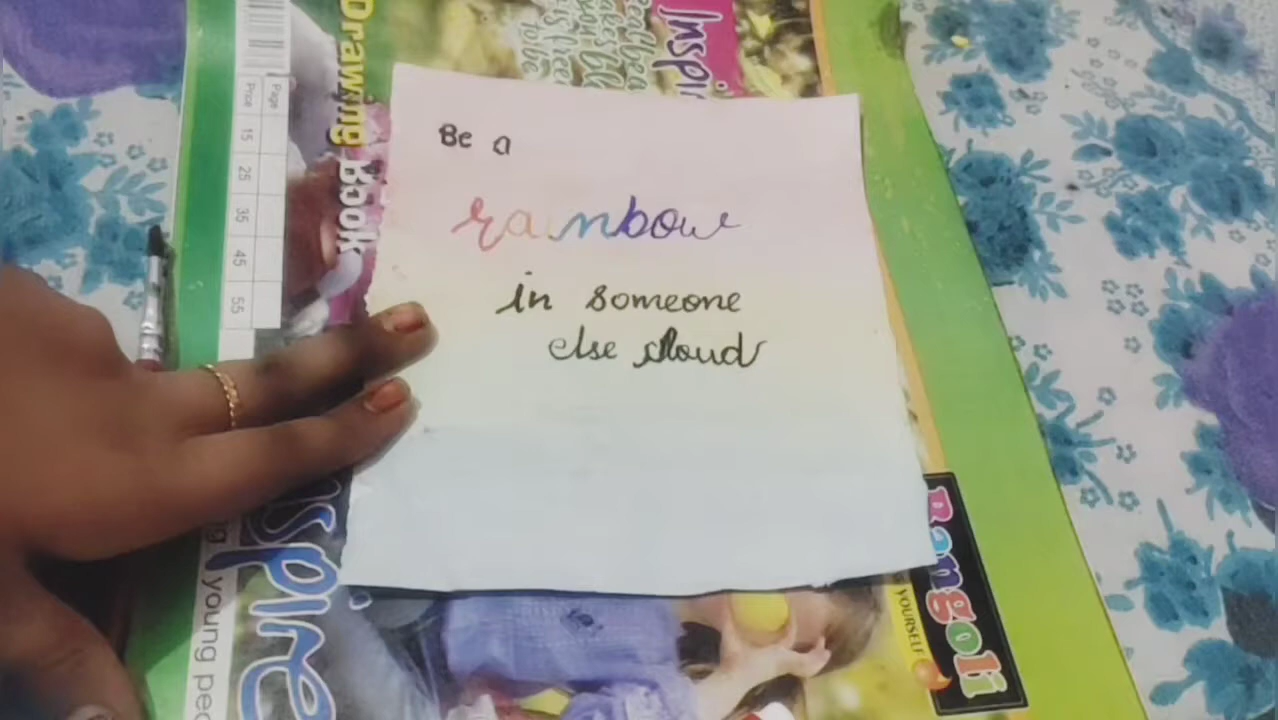 Be a
rainbow
in someone
else cloud
Drawing Book
Page
Price
15
25
35
45
55
Inspire
young
Rangoli
YOURSELF